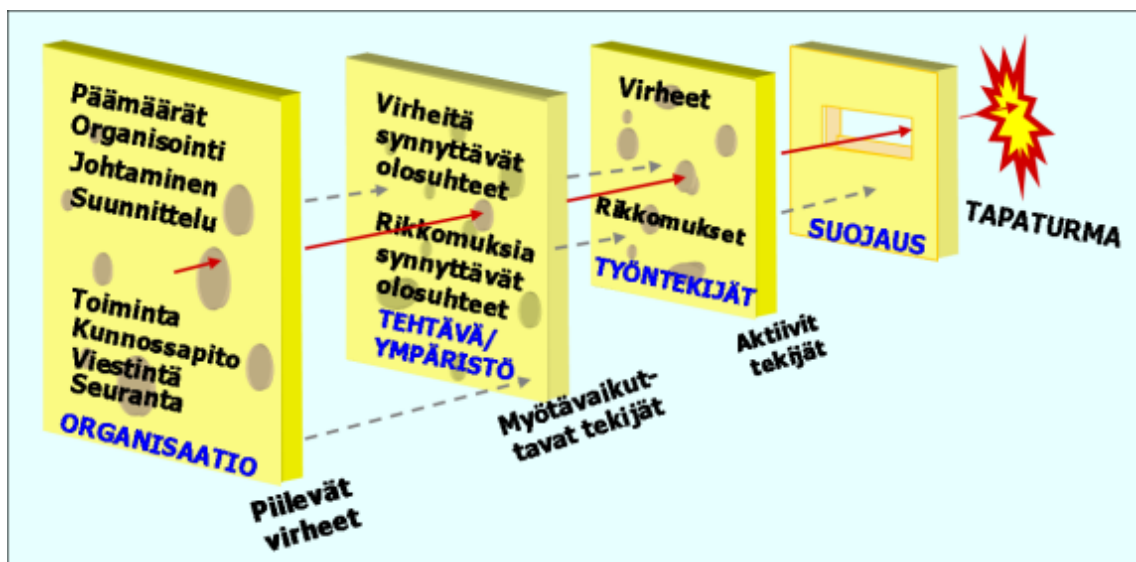 Päämäärät
Organisointi
Johtaminen
Suunnittelu
Toiminta
Kunnossapito
Viestintä
Seuranta
ORGANISAATIO
Piilevät
virheet
Virheitä
synnyttävät
olosuhteet
Rikkomuksia
synnyttävät
olosuhteet
TEHTÄVÄ/
YMPÄRISTÖ
Myötävaikut-
tavat tekijät
Virheet
Rikkomukset
TYÖNTEKIJÄT
Aktiivit
tekijät
SUOJAUS
TAPATURMA